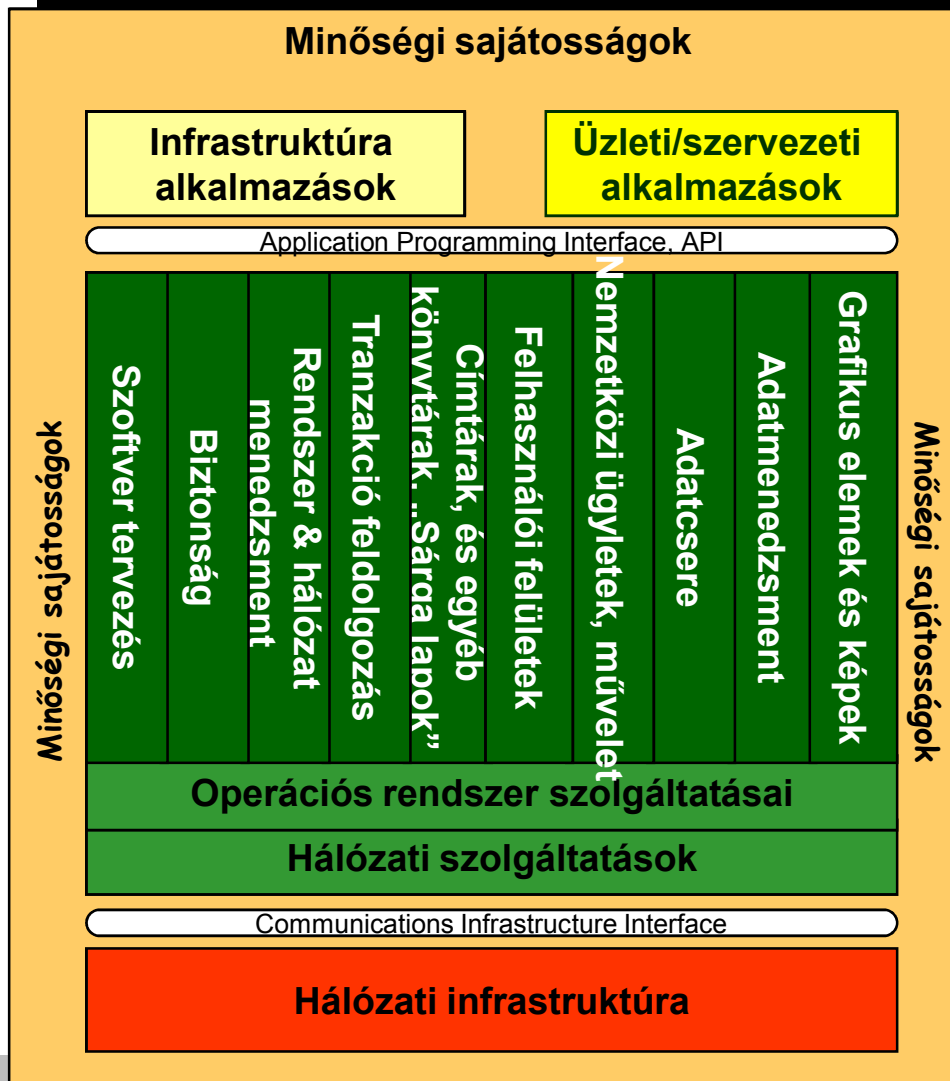 Minőségi sajátosságok
Infrastruktúra
alkalmazások
Üzleti/szervezeti
alkalmazások
Application Programming Interface, API
Minőségi sajátosságok
Szoftver tervezés
Biztonság
Rendszer & hálózat
menedzsment
Tranzakció feldolgozás
Címtárak, és egyéb
könyvtárak. „Sárga lapok”
Felhasználói felületek
Nemzetközi ügyletek, művelet
Adatcsere
Adatmenedzsment
Grafikus elemek és képek
Minőségi sajátosságok
Operációs rendszer szolgáltatásai
Hálózati szolgáltatások
Communications Infrastructure Interface
Hálózati infrastruktúra